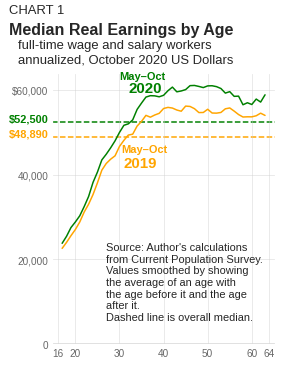 CHART 1
Median Real Earnings by Age
full-time wage and salary workers
annualized, October 2020 US Dollars
May–Oct
2020
$60,000
$52,500
$48,890
May–Oct
2019
40,000
20,000
Source: Author's calculations
from Current Population Survey.
Values smoothed by showing
the average of an age with
the age before it and the age
after it.
Dashed line is overall median.
0
16 20 30 40 50 60 64